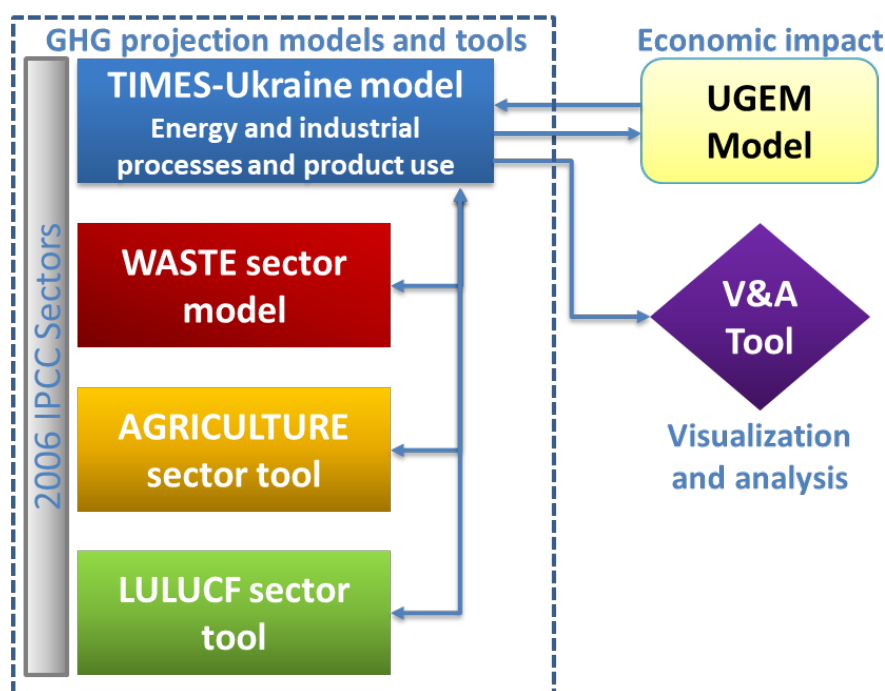 GHG projection models and tools
Economic impact
2006 IPCC Sectors
TIMES-Ukraine model
Energy and industrial
processes and product use
UGEM
Model
WASTE sector
model
V&A
Tool
AGRICULTURE
sector tool
Visualization
and analysis
LULUCF sector
tool